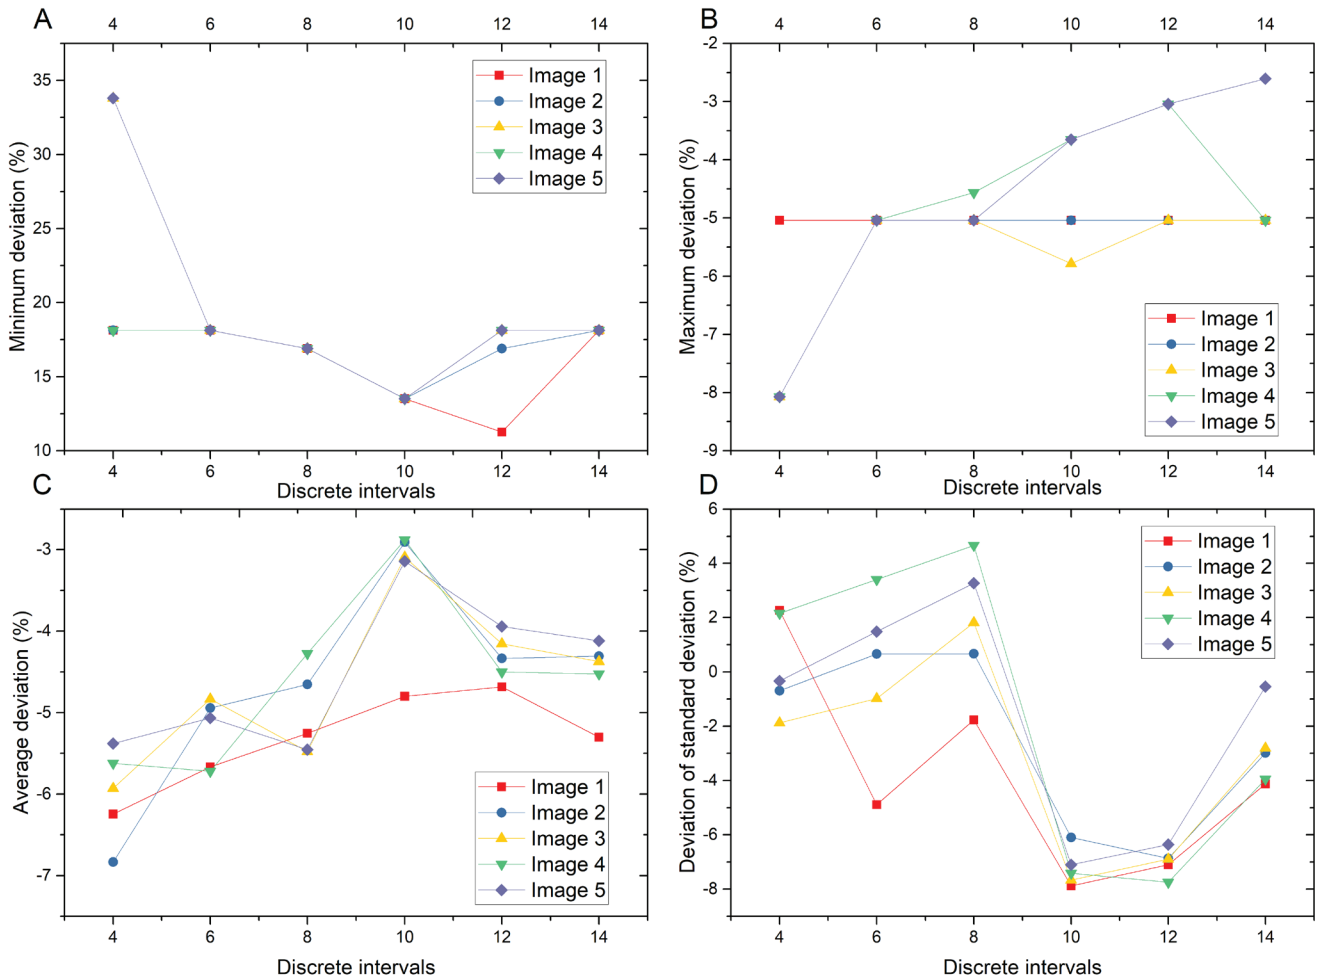 A
4 6 8 10 12 14
35
30
25
20
15
10
Minimum deviation (%)
Image 1
Image 2
Image 3
Image 4
Image 5
4 6 8 10 12 14
Discrete intervals
B
4 6 8 10 12 14
-2
-3
-4
-5
-6
-7
-8
-9
Maximum deviation (%)
Image 1
Image 2
Image 3
Image 4
Image 5
4 6 8 10 12 14
Discrete intervals
C
-3
-4
-5
-6
-7
Average deviation (%)
Image 1
Image 2
Image 3
Image 4
Image 5
4 6 8 10 12 14
Discrete intervals
D
6
4
2
0
-2
-4
-6
-8
Deviation of standard deviation (%)
Image 1
Image 2
Image 3
Image 4
Image 5
4 6 8 10 12 14
Discrete intervals